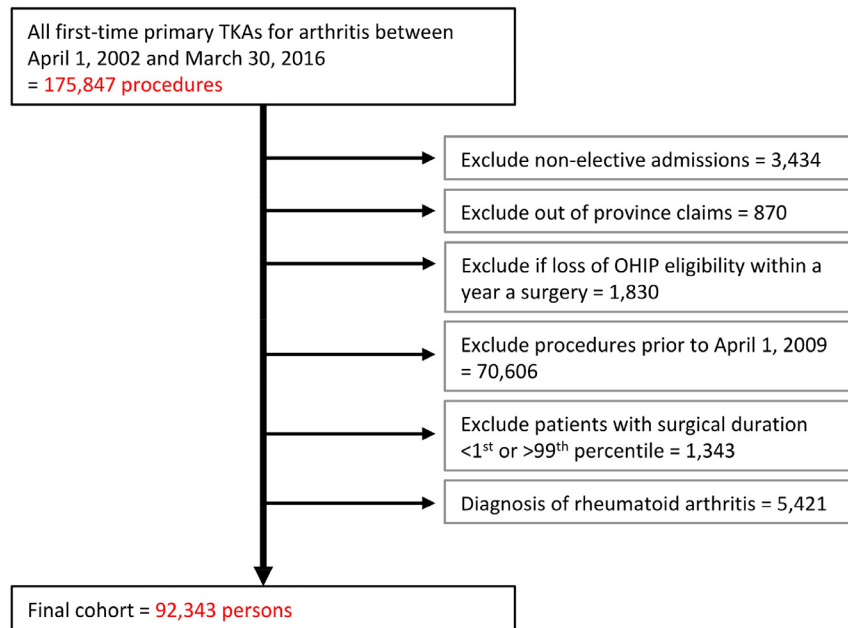 All first-time primary TKAs for arthritis between
April 1, 2002 and March 30, 2016
= 175,847 procedures
Exclude non-elective admissions = 3,434
Exclude out of province claims = 870
Exclude if loss of OHIP eligibility within a
year a surgery = 1,830
Exclude procedures prior to April 1, 2009
= 70,606
Exclude patients with surgical duration
<1st or >99th percentile = 1,343
Diagnosis of rheumatoid arthritis = 5,421
Final cohort = 92,343 persons